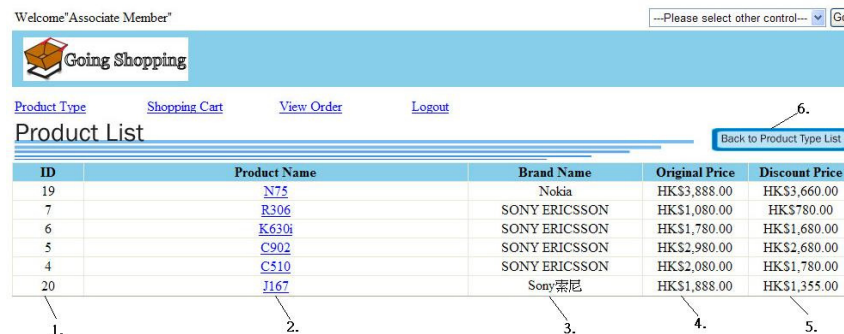 Welcome"Associate Member" ---Please select other control---
Going Shopping
Product Type Shopping Cart View Order Logout
6.
Product List Back to Product Type List
ID Product Name Brand Name Original Price Discount Price
19 N75 Nokia HK$3,888.00 HK$3,660.00
7 R306 SONY ERICSSON HK$1,080.00 HK$780.00
6 K630i SONY ERICSSON HK$1,780.00 HK$1,680.00
5 C902 SONY ERICSSON HK$2,980.00 HK$2,680.00
4 C510 SONY ERICSSON HK$2,080.00 HK$1,780.00
20 J167 Sony索尼 HK$1,888.00 HK$1,355.00
1. 2. 3. 4. 5.